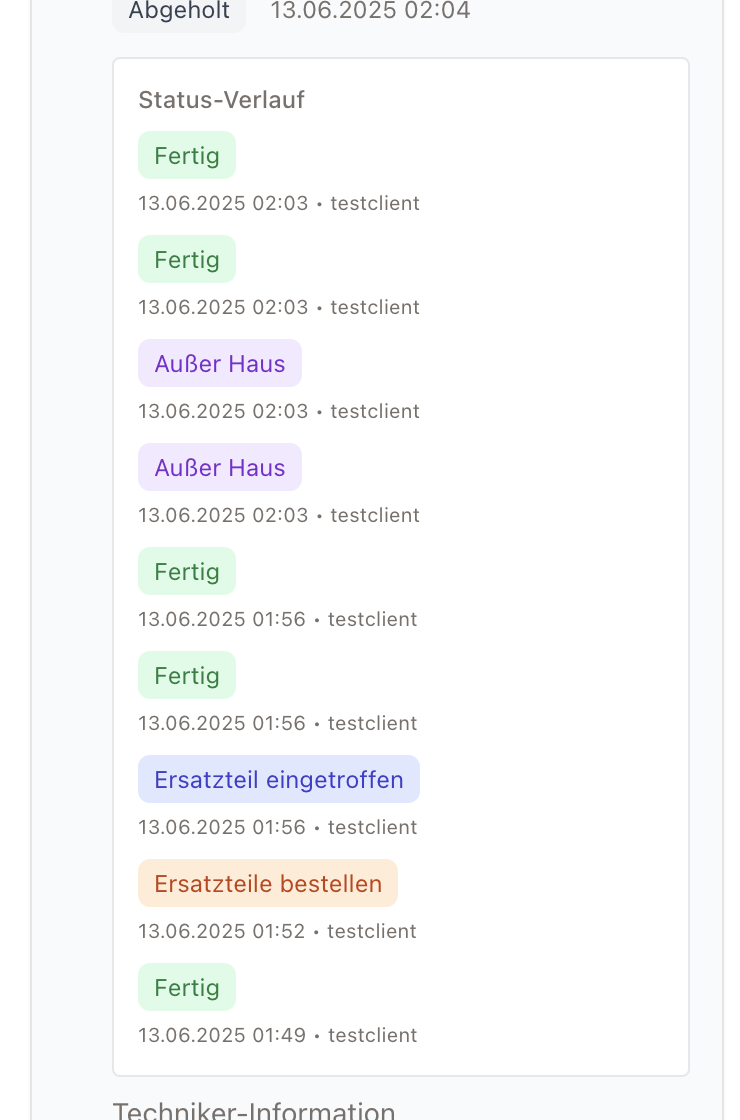 Abgeholt 13.06.2025 02:04
Status-Verlauf
Fertig
13.06.2025 02:03 • testclient
Fertig
13.06.2025 02:03 • testclient
Außer Haus
13.06.2025 02:03 • testclient
Außer Haus
13.06.2025 02:03 • testclient
Fertig
13.06.2025 01:56 • testclient
Fertig
13.06.2025 01:56 • testclient
Ersatzteil eingetroffen
13.06.2025 01:56 • testclient
Ersatzteile bestellen
13.06.2025 01:52 • testclient
Fertig
13.06.2025 01:49 • testclient
Techniker-Information